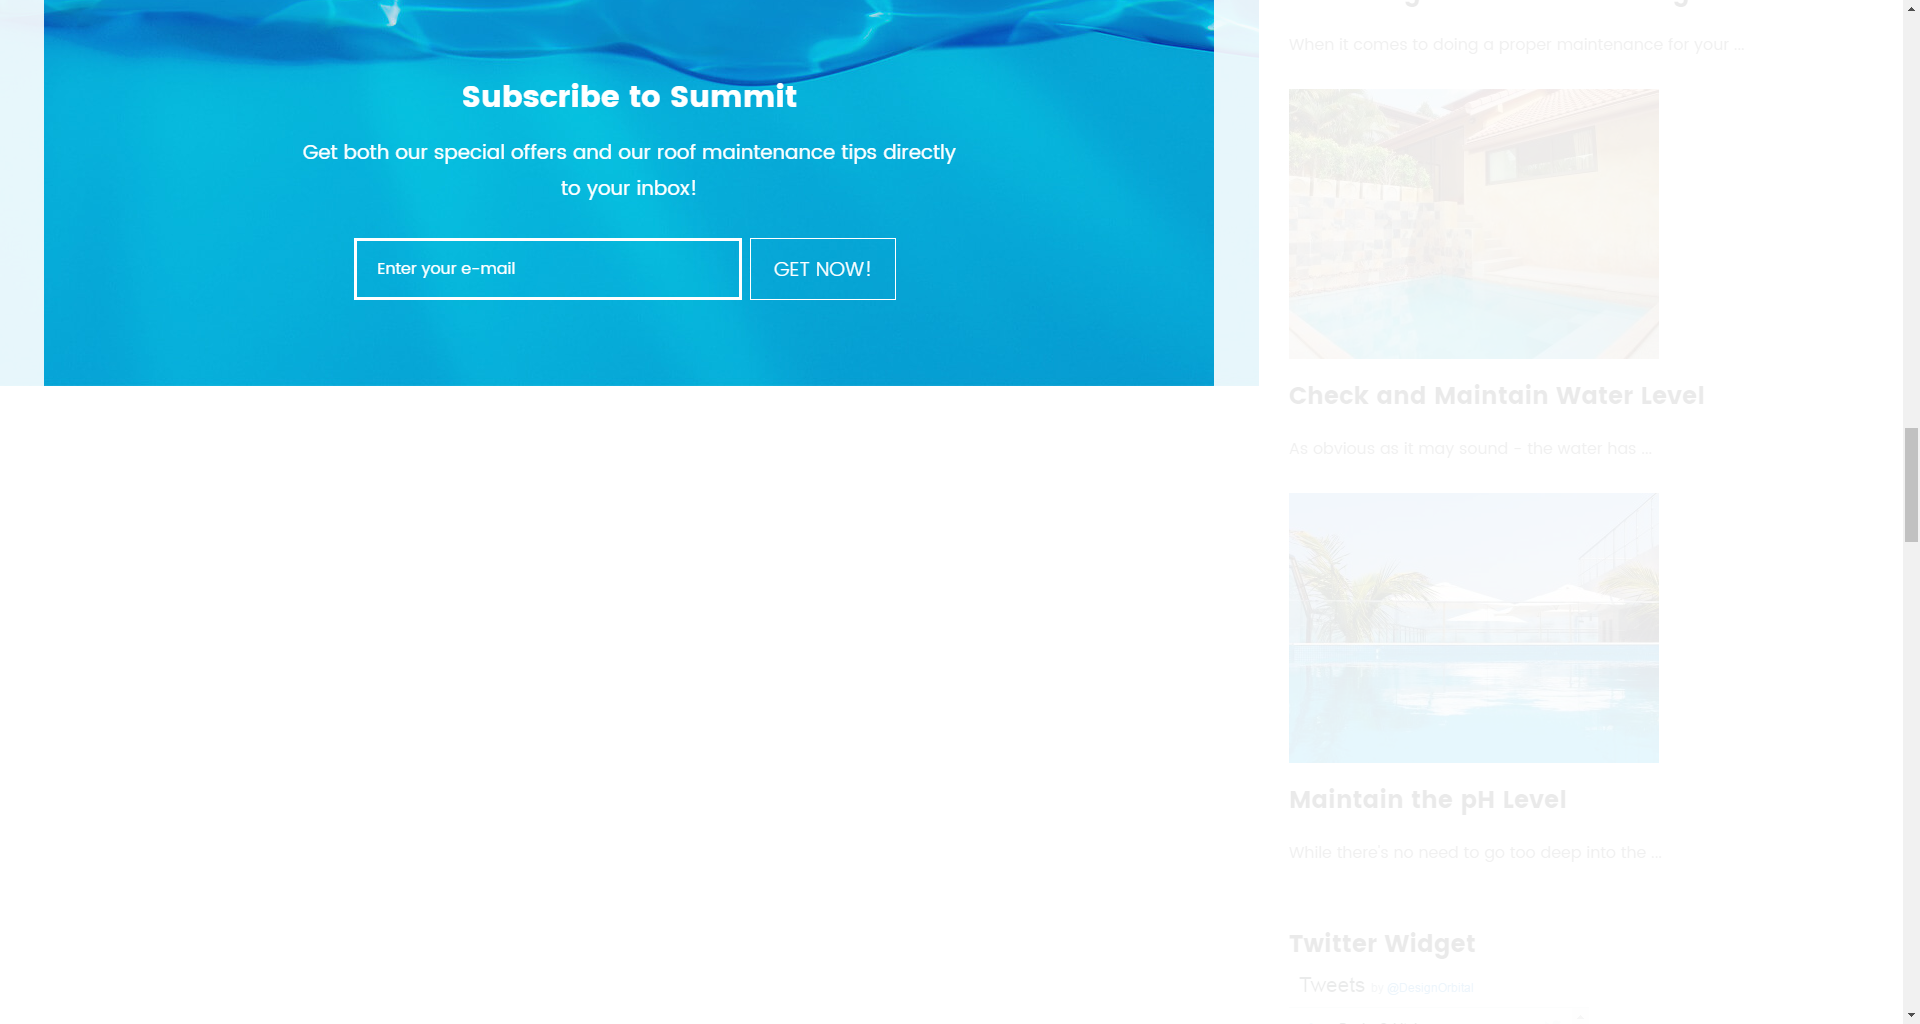 Subscribe to Summit
Get both our special offers and our roof maintenance tips directly
to your inbox!
Enter your e-mail
GET NOW!
When it comes to doing a proper maintenance for your ...
Check and Maintain Water Level
As obvious as it may sound - the water has ...
Maintain the pH Level
While there's no need to go too deep into the ...
Twitter Widget
Tweets by @DesignOrbital